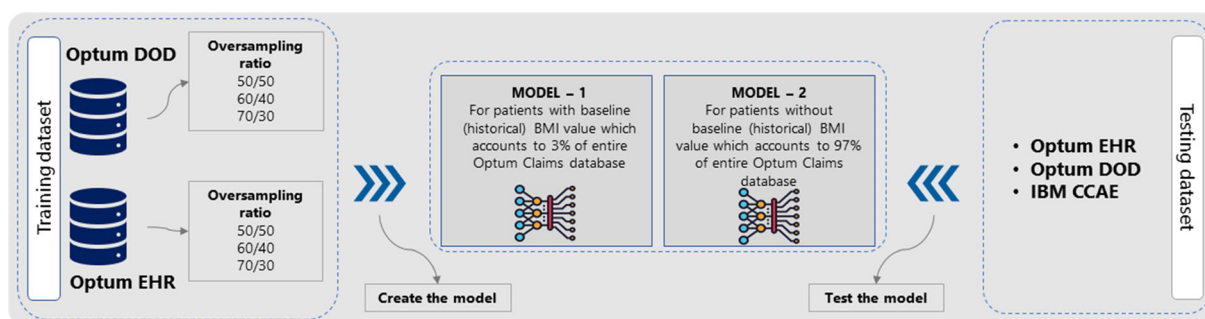 Training dataset
Optum DOD
Oversampling
ratio
50/50
60/40
70/30
Optum EHR
Oversampling
ratio
50/50
60/40
70/30
MODEL – 1
For patients with baseline
(historical) BMI value which
accounts to 3% of entire
Optum Claims database
MODEL – 2
For patients without
baseline (historical) BMI
value which accounts to 97%
of entire Optum Claims
database
Create the model
Test the model
• Optum EHR
• Optum DOD
• IBM CCAE
Testing dataset